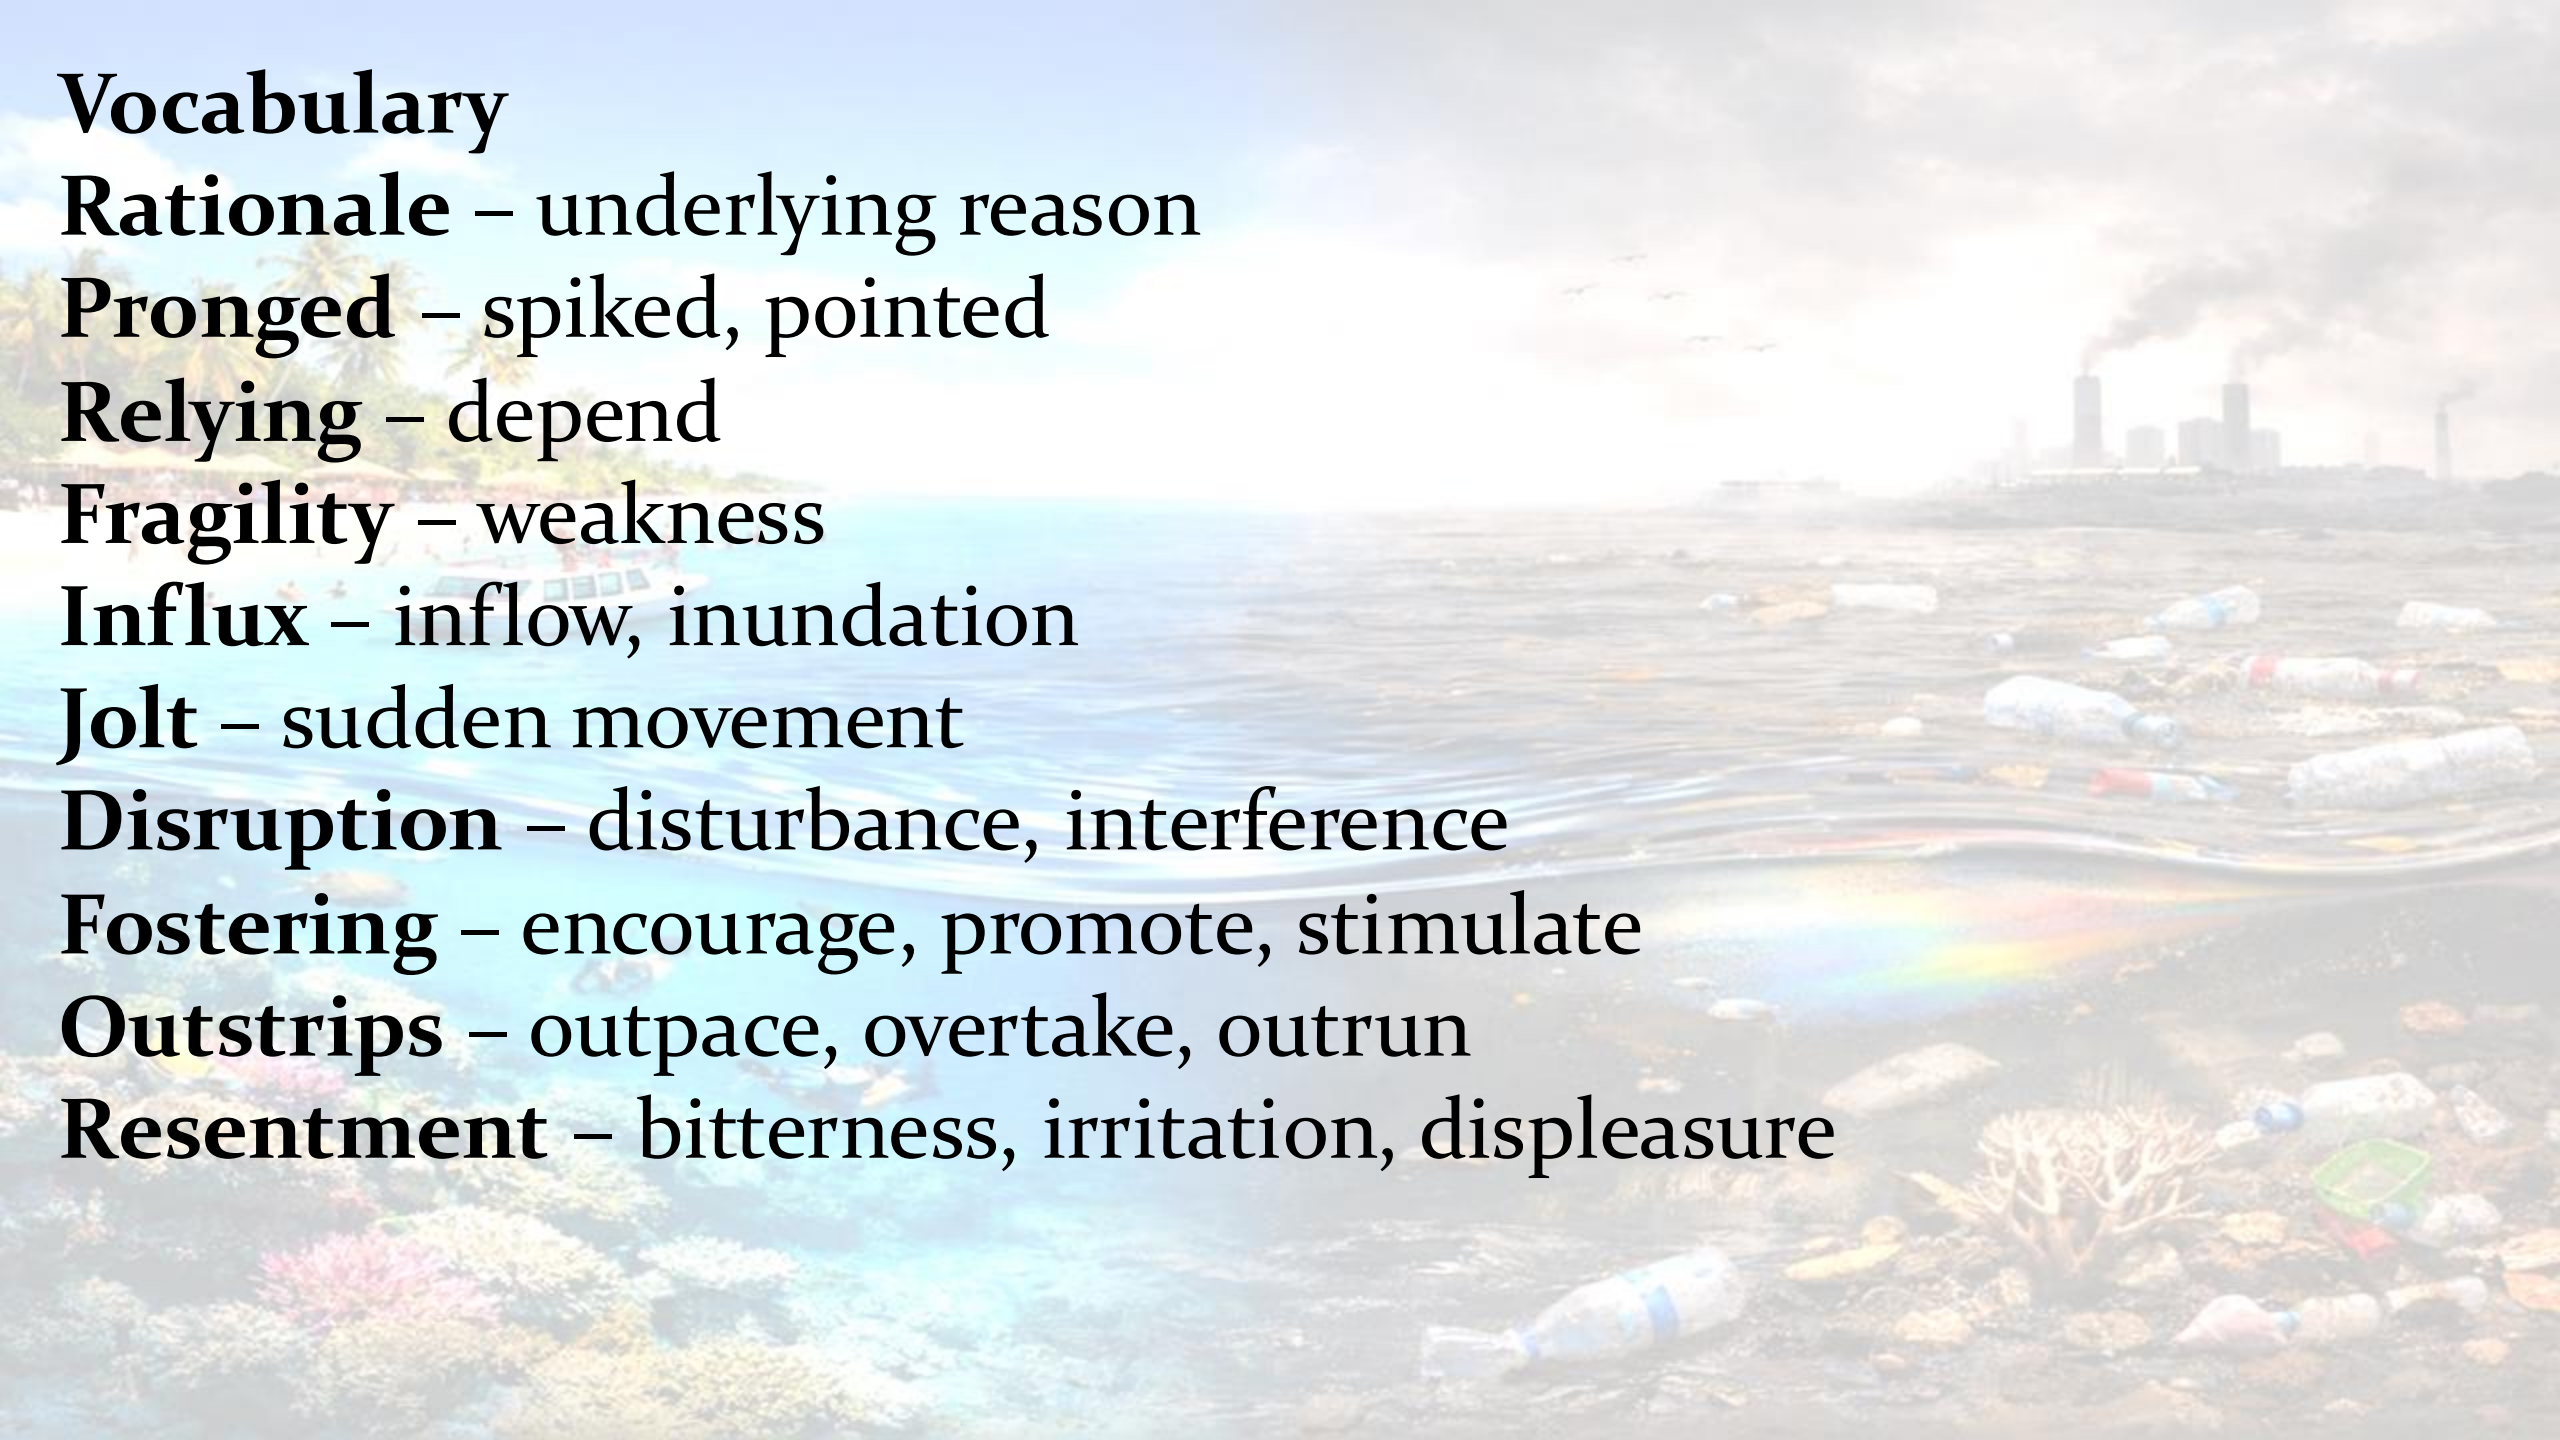 Vocabulary
Rationale – underlying reason
Pronged – spiked, pointed
Relying – depend
Fragility – weakness
Influx – inflow, inundation
Jolt – sudden movement
Disruption – disturbance, interference
Fostering – encourage, promote, stimulate
Outstrips – outpace, overtake, outrun
Resentment – bitterness, irritation, displeasure